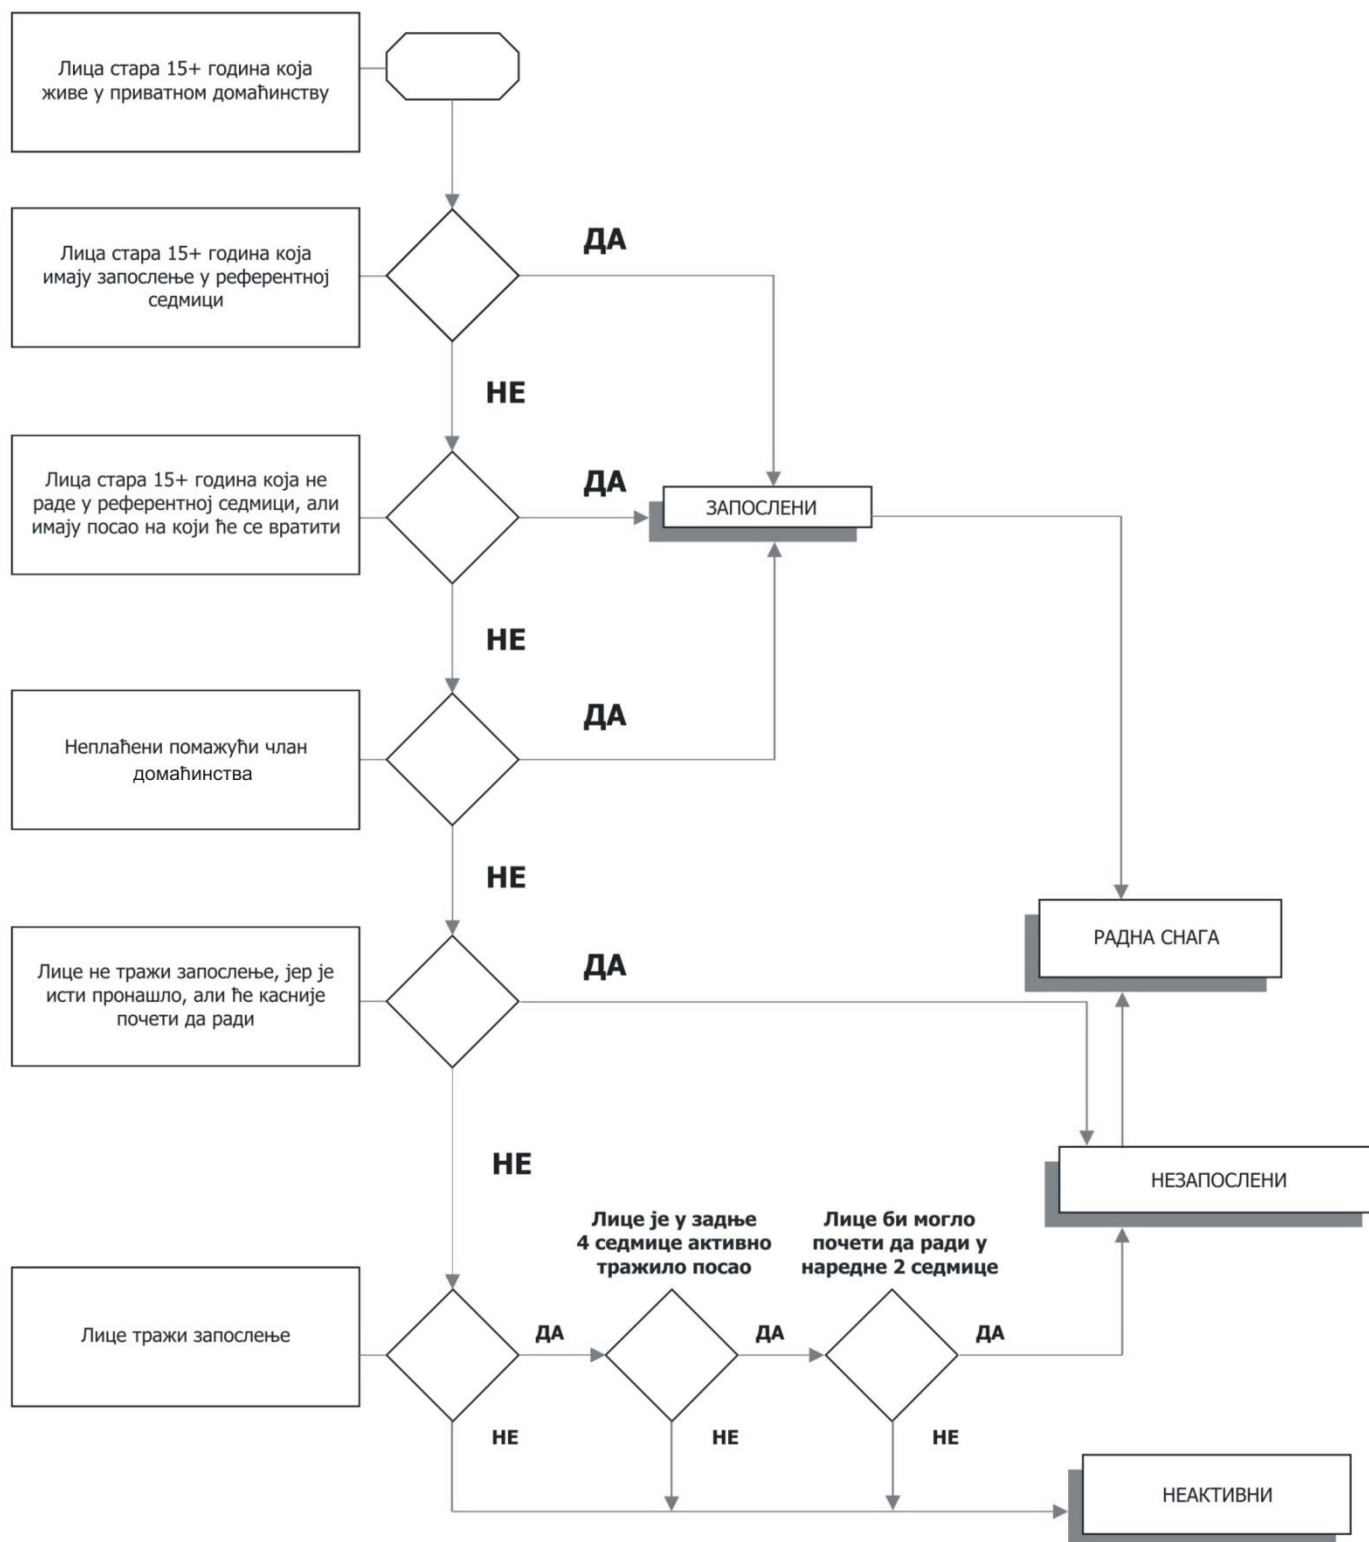 Лица стара 15+ година која
живе у приватном домаћинству
Лица стара 15+ година која
имају запослење у референтној
седмици
ДА
НЕ
Лица стара 15+ година која не
раде у референтној седмици, али
имају посао на који ће се вратити
ДА
ЗАПОСЛЕНИ
НЕ
Неплаћени помажући члан
домаћинства
ДА
НЕ
РАДНА СНАГА
Лице не тражи запослење, јер је
исти пронашло, али ће касније
почети да ради
ДА
НЕ
НЕЗАПОСЛЕНИ
Лице је у задње
4 седмице активно
тражило посао
Лице би могло
почети да ради у
наредне 2 седмице
Лице тражи запослење
ДА
ДА
ДА
НЕ
НЕ
НЕ
НЕАКТИВНИ